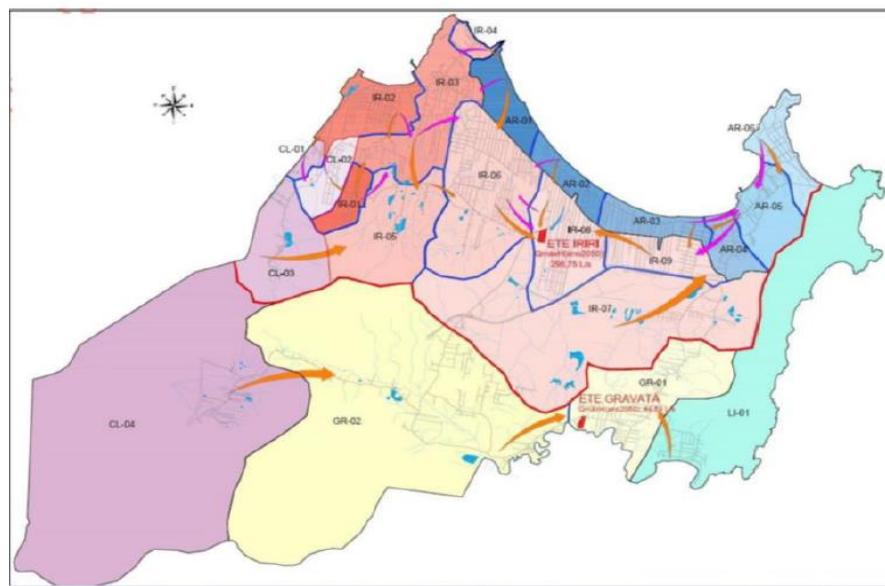 IR-04
IR-03
IR-02
AR-01
AR-06
CL-01
CL-02
IR-06
AR-02
IR-01
AR-05
AR-03
IR-05
IR-08
AR-04
ETE IRIRI
IR-09
CL-03
IR-07
GR-01
ETE GRAVATÁ
LI-01
CL-04
GR-02